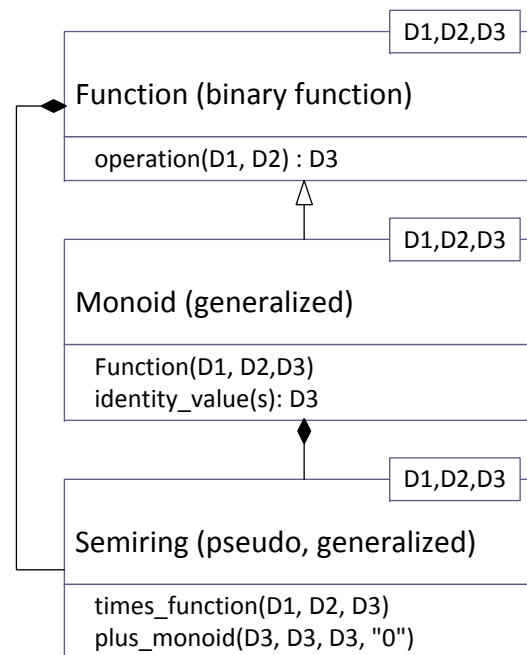 D1,D2,D3
Function (binary function)
operation(D1, D2) : D3
D1,D2,D3
Monoid (generalized)
Function(D1, D2,D3)
identity_value(s): D3
D1,D2,D3
Semiring (pseudo, generalized)
times_function(D1, D2, D3)
plus_monoid(D3, D3, D3, "0")